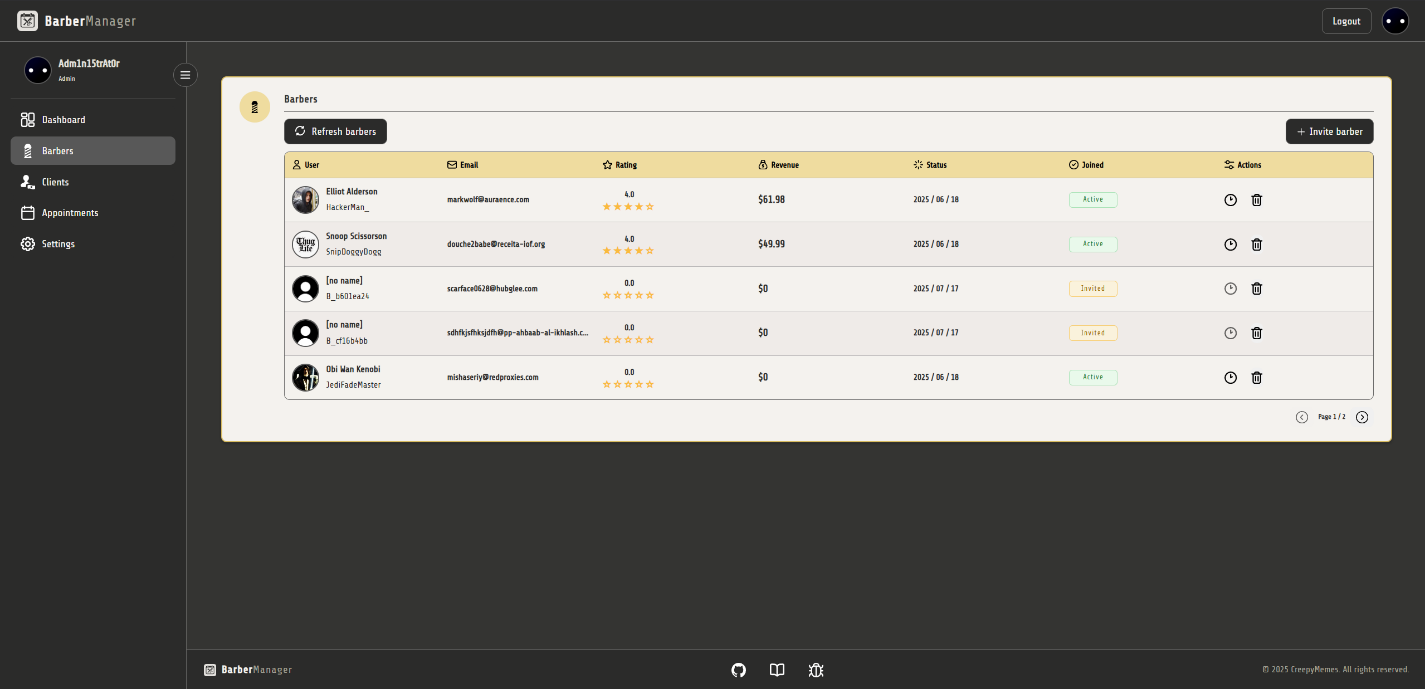 BarberManager
Logout
Adm1n15trAt0r
Admin
Dashboard
Barbers
Clients
Appointments
Settings
Barbers
Refresh barbers
Invite barber
User Email Rating Revenue Status Joined Actions
Elliot Alderson
HackerMan_
markwolf@auraence.com
4.0
$61.98
2025 / 06 / 18
Active
Snoop Scissorson
SnipDoggyDogg
Thug Life
douche2babe@receita-lof.org
4.0
$49.99
2025 / 06 / 18
Active
[no name]
B_b601ea24
scarface0628@hubglee.com
0.0
$0
2025 / 07 / 17
Invited
[no name]
B_cf16b4bb
sdhfkjsfhksjdfh@pp-ahbaab-al-ikhlash.c...
0.0
$0
2025 / 07 / 17
Invited
Obi Wan Kenobi
JediFadeMaster
mishaseriy@redproxies.com
0.0
$0
2025 / 06 / 18
Active
Page 1 / 2
BarberManager
© 2025 CreepyMemes. All rights reserved.